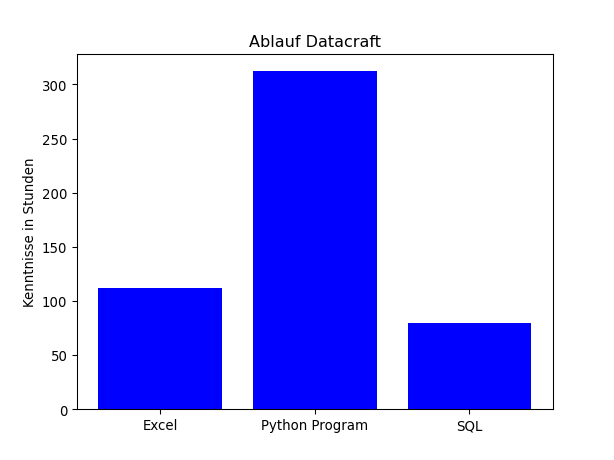 Ablauf Datacraft
Kenntnisse in Stunden
300
250
200
150
100
50
0
Excel
Python Program
SQL